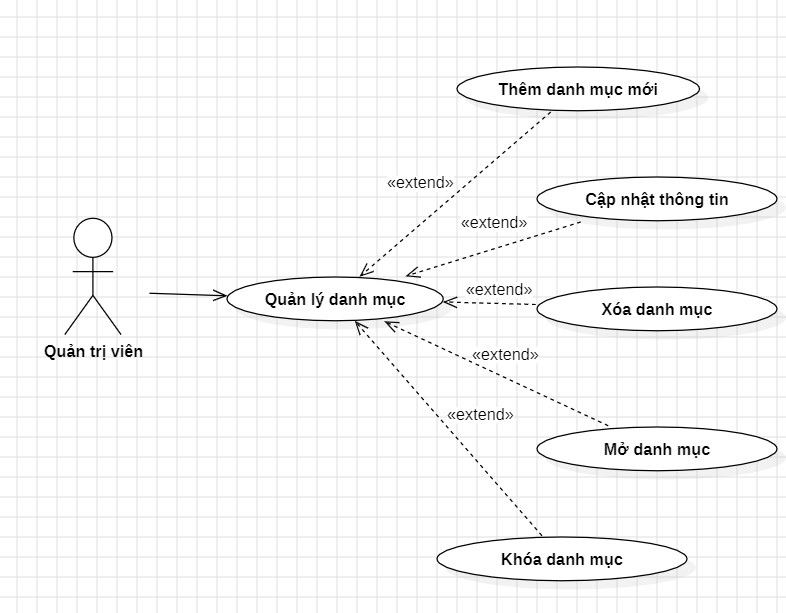 Thêm danh mục mới
«extend»
Cập nhật thông tin
«extend»
«extend»
Quản lý danh mục
Xóa danh mục
Quản trị viên
«extend»
«extend»
Mở danh mục
Khóa danh mục